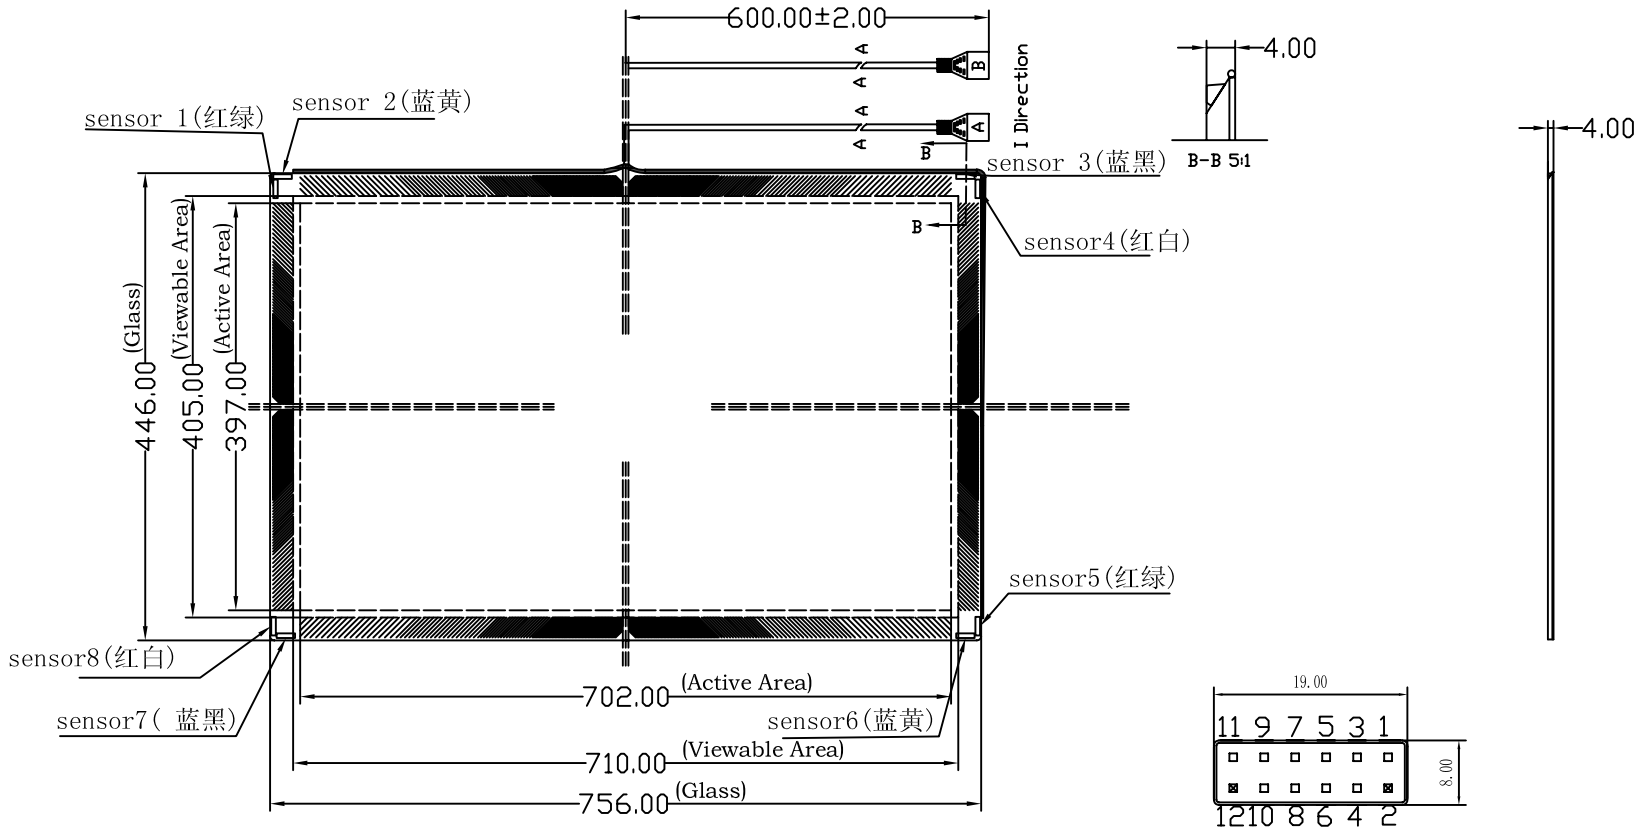 600.00±2.00
A
B
A
A
A
A
I Direction
B
4.00
B-B 5:1
4.00
sensor 1(红绿)
sensor 2(蓝黄)
sensor 3(蓝黑)
sensor4(红白)
B
446.00 (Glass)
405.00 (Viewable Area)
397.00 (Active Area)
sensor5(红绿)
sensor8(红白)
sensor7( 蓝黑)
sensor6(蓝黄)
702.00 (Active Area)
710.00 (Viewable Area)
756.00 (Glass)
19.00
11 9 7 5 3 1
8.00
12 10 8 6 4 2